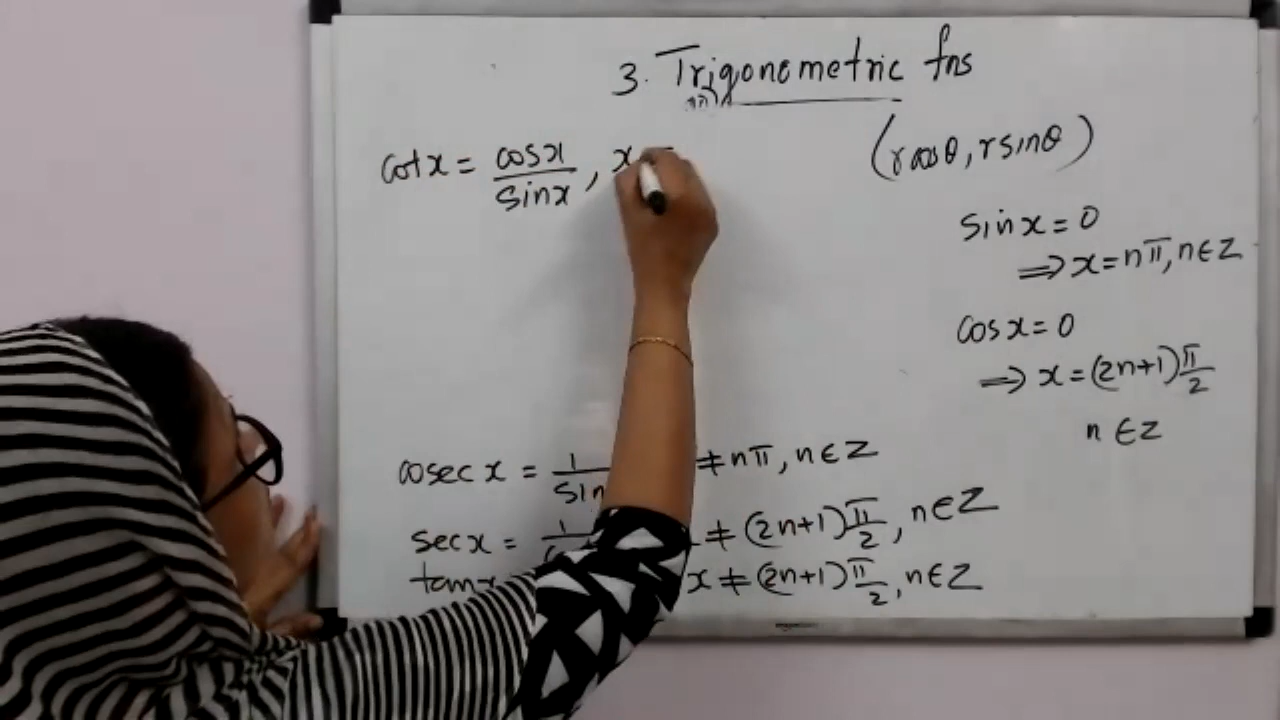 3. Trigonometric fns
cot x = cos x / sin x , x
(r cos θ, r sin θ)
sin x = 0
⇒ x = nπ, n ∈ Z
cos x = 0
⇒ x = (2n+1) π/2
n ∈ Z
cosec x = 1 / sin ≠ nπ, n ∈ Z
sec x = 1 / ≠ (2n+1) π/2, n ∈ Z
tan x x ≠ (2n+1) π/2, n ∈ Z